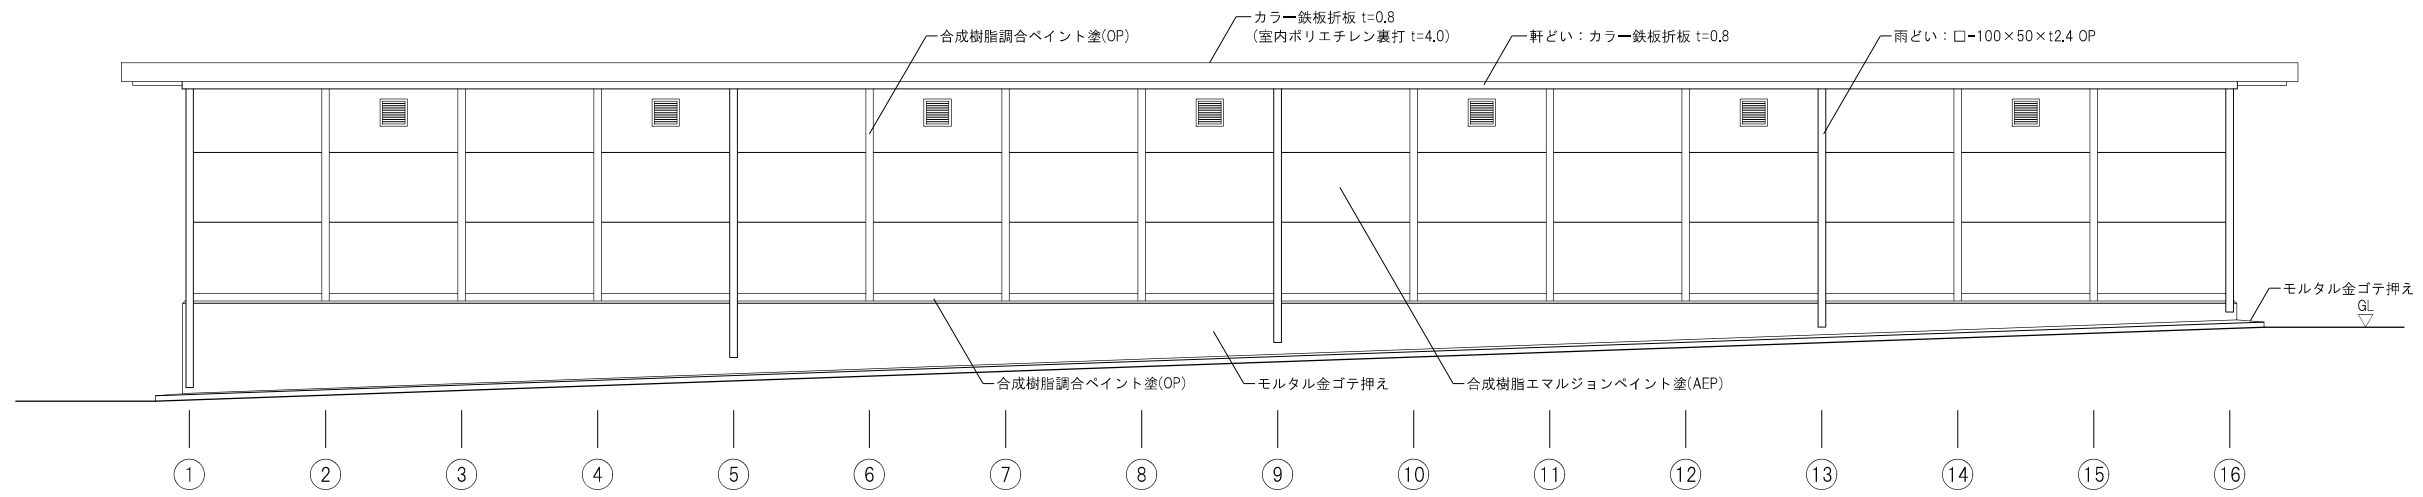 カラー鉄板折板 t=0.8
(室内ポリエチレン裏打 t=4.0)
合成樹脂調合ペイント塗(OP)
軒どい：カラー鉄板折板 t=0.8
雨どい：□-100×50×t2.4 OP
モルタル金ゴテ押え
GL
合成樹脂調合ペイント塗(OP)
モルタル金ゴテ押え
合成樹脂エマルジョンペイント塗(AEP)
1 2 3 4 5 6 7 8 9 10 11 12 13 14 15 16